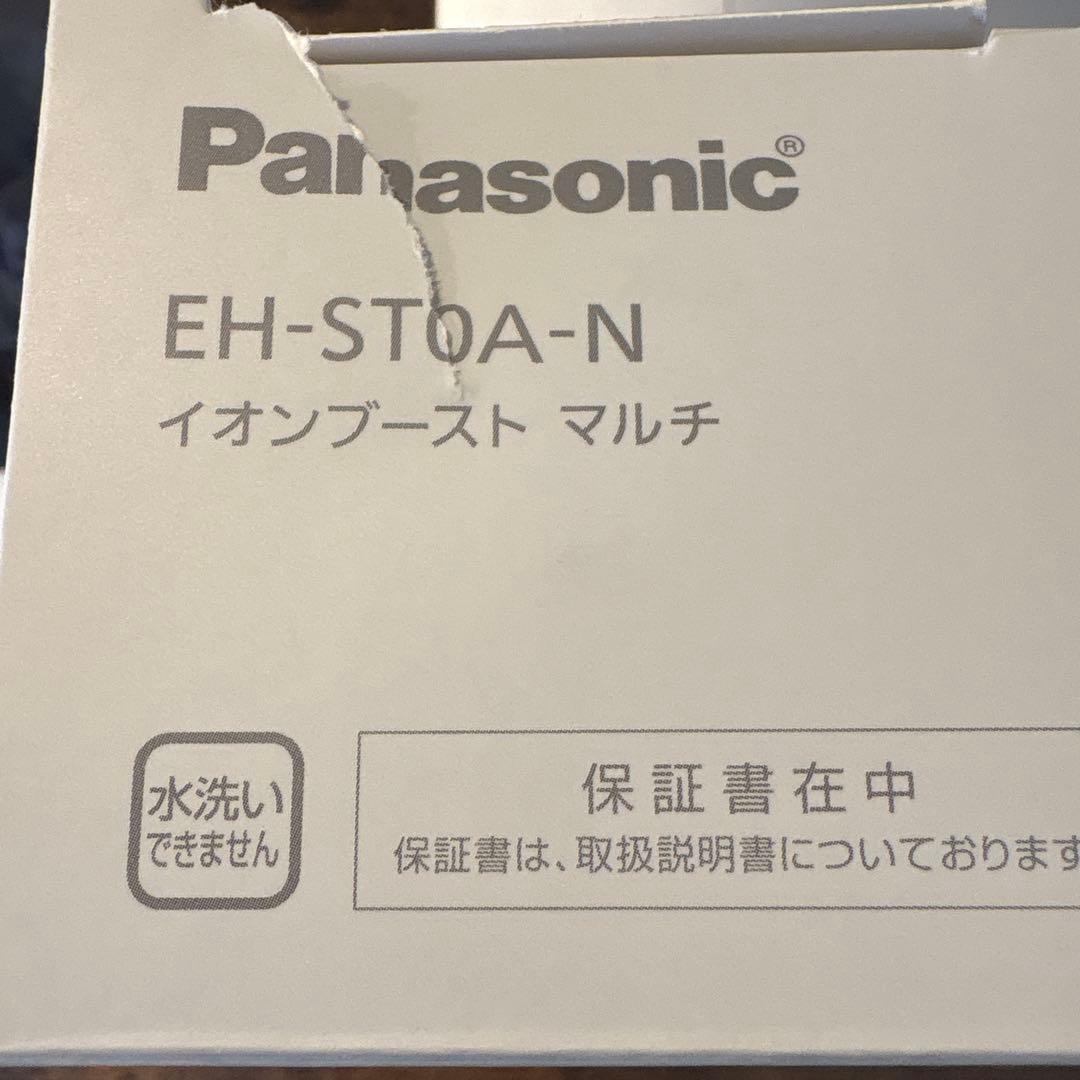 Panasonic®
EH-ST0A-N
イオンブースト マルチ
水洗い
できません
保証書在中
保証書は、取扱説明書についております